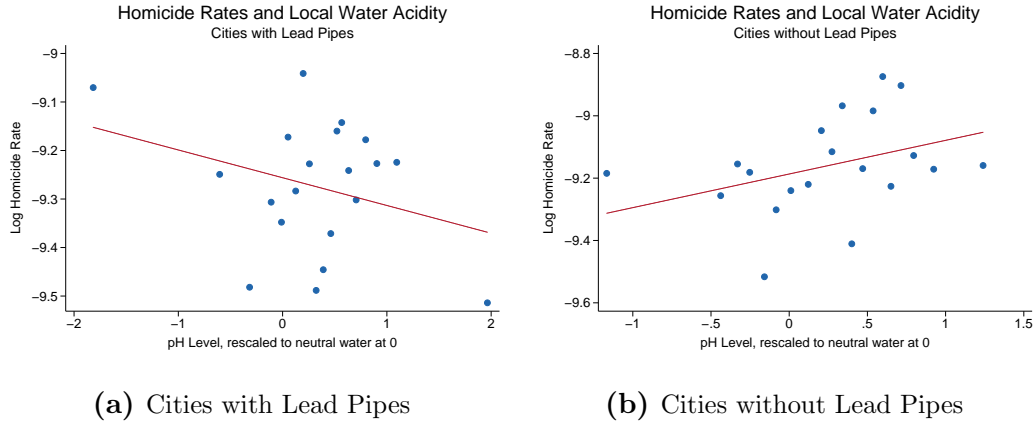 Homicide Rates and Local Water Acidity
Cities with Lead Pipes
−9
−9.1
−9.2
−9.3
−9.4
−9.5
Log Homicide Rate
−2
−1
0
1
2
pH Level, rescaled to neutral water at 0
(a) Cities with Lead Pipes
Homicide Rates and Local Water Acidity
Cities without Lead Pipes
−8.8
−9
−9.2
−9.4
−9.6
Log Homicide Rate
−1
−.5
0
.5
1
1.5
pH Level, rescaled to neutral water at 0
(b) Cities without Lead Pipes